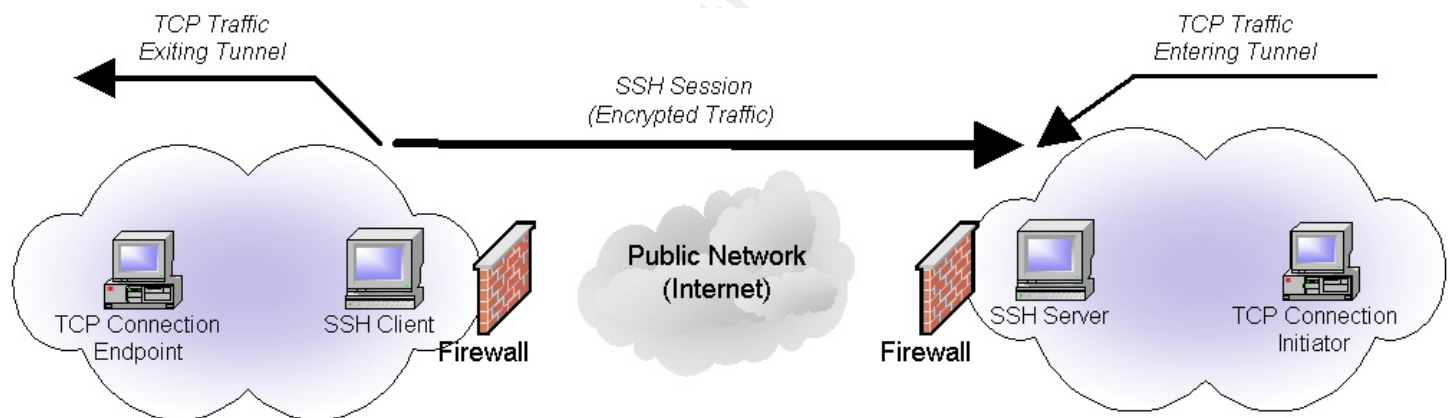 TCP Traffic
Exiting Tunnel
TCP Traffic
Entering Tunnel
SSH Session
(Encrypted Traffic)
Public Network
(Internet)
TCP Connection
Endpoint
SSH Client
Firewall
Firewall
SSH Server
TCP Connection
Initiator